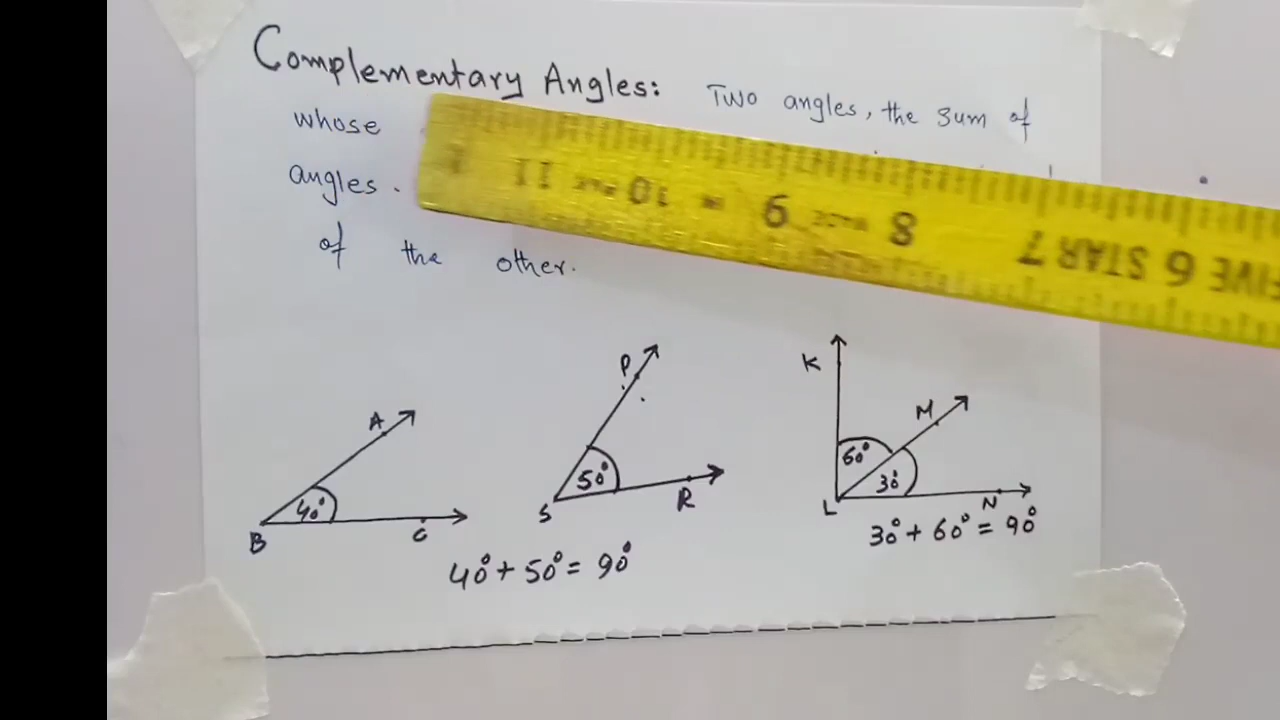 Complementary Angles: Two angles, the sum of
whose
angles.
of the other.
11 10 9 8
FIVE STAR 7 6
K
P
M
A
60°
50°
30°
40°
S R
L N
B C
30° + 60° = 90°
40° + 50° = 90°